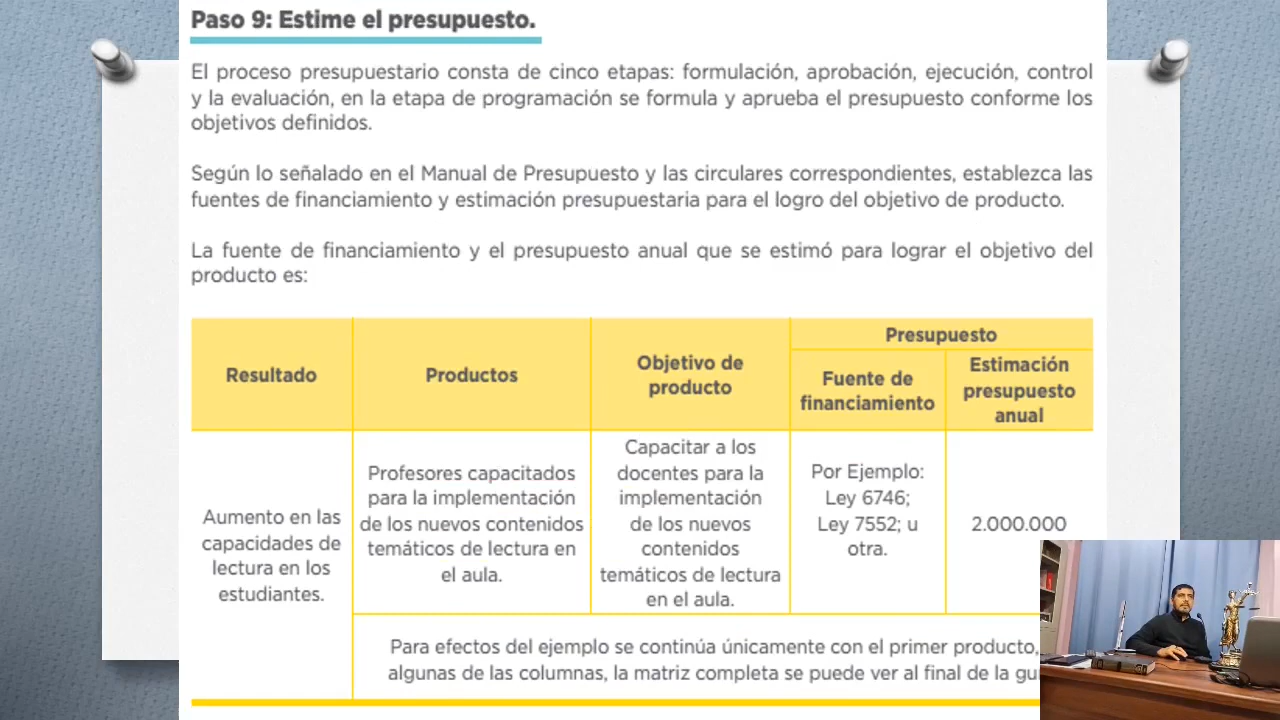 Paso 9: Estime el presupuesto.
El proceso presupuestario consta de cinco etapas: formulación, aprobación, ejecución, control
y la evaluación, en la etapa de programación se formula y aprueba el presupuesto conforme los
objetivos definidos.
Según lo señalado en el Manual de Presupuesto y las circulares correspondientes, establezca las
fuentes de financiamiento y estimación presupuestaria para el logro del objetivo de producto.
La fuente de financiamiento y el presupuesto anual que se estimó para lograr el objetivo del
producto es:
Resultado
Productos
Objetivo de
producto
Presupuesto
Fuente de
financiamiento
Estimación
presupuesto
anual
Aumento en las
capacidades de
lectura en los
estudiantes.
Profesores capacitados
para la implementación
de los nuevos contenidos
temáticos de lectura en
el aula.
Capacitar a los
docentes para la
implementación
de los nuevos
contenidos
temáticos de lectura
en el aula.
Por Ejemplo:
Ley 6746;
Ley 7552; u
otra.
2.000.000
Para efectos del ejemplo se continúa únicamente con el primer producto,
algunas de las columnas, la matriz completa se puede ver al final de la